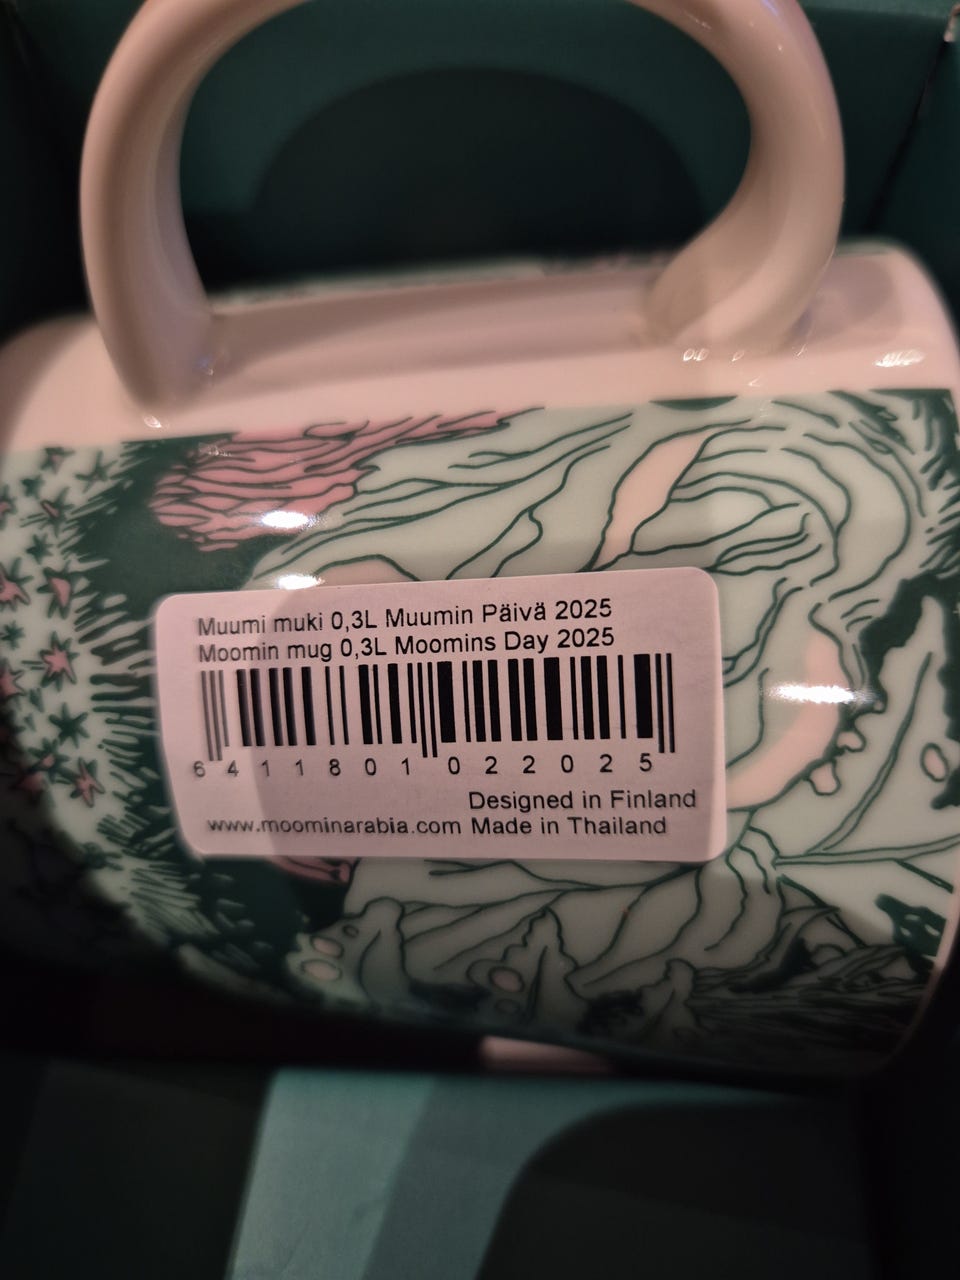 Muumi muki 0,3L Muumin Päivä 2025
Moomin mug 0,3L Moomins Day 2025
6 411801 022025
Designed in Finland
www.moominarabia.com Made in Thailand